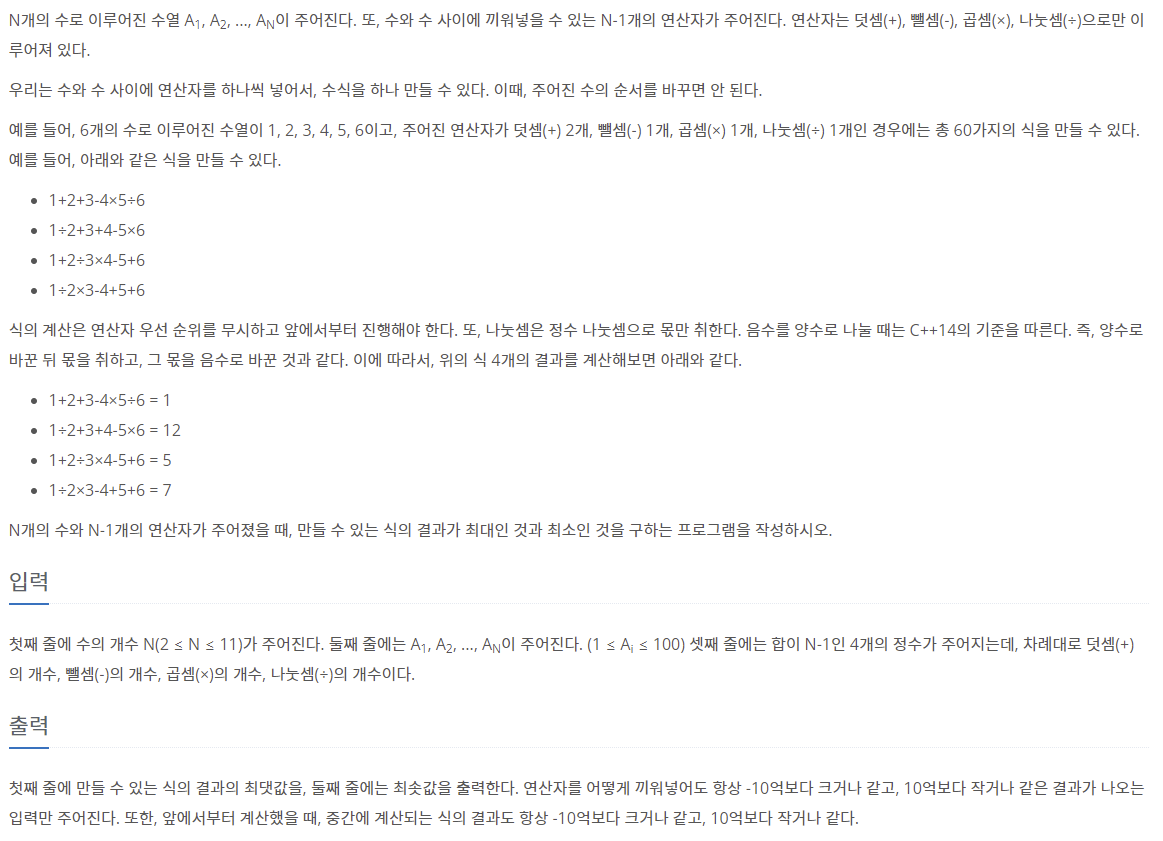 N개의 수로 이루어진 수열 A1, A2, ..., AN이 주어진다. 또, 수와 수 사이에 끼워넣을 수 있는 N-1개의 연산자가 주어진다. 연산자는 덧셈(+), 뺄셈(-), 곱셈(×), 나눗셈(÷)으로만 이
루어져 있다.
우리는 수와 수 사이에 연산자를 하나씩 넣어서, 수식을 하나 만들 수 있다. 이때, 주어진 수의 순서를 바꾸면 안 된다.
예를 들어, 6개의 수로 이루어진 수열이 1, 2, 3, 4, 5, 6이고, 주어진 연산자가 덧셈(+) 2개, 뺄셈(-) 1개, 곱셈(×) 1개, 나눗셈(÷) 1개인 경우에는 총 60가지의 식을 만들 수 있다.
예를 들어, 아래와 같은 식을 만들 수 있다.
• 1+2+3-4×5÷6
• 1÷2+3+4-5×6
• 1+2÷3×4-5+6
• 1÷2×3-4+5+6
식의 계산은 연산자 우선 순위를 무시하고 앞에서부터 진행해야 한다. 또, 나눗셈은 정수 나눗셈으로 몫만 취한다. 음수를 양수로 나눌 때는 C++14의 기준을 따른다. 즉, 양수로
바꾼 뒤 몫을 취하고, 그 몫을 음수로 바꾼 것과 같다. 이에 따라서, 위의 식 4개의 결과를 계산해보면 아래와 같다.
• 1+2+3-4×5÷6 = 1
• 1÷2+3+4-5×6 = 12
• 1+2÷3×4-5+6 = 5
• 1÷2×3-4+5+6 = 7
N개의 수와 N-1개의 연산자가 주어졌을 때, 만들 수 있는 식의 결과가 최대인 것과 최소인 것을 구하는 프로그램을 작성하시오.
입력
첫째 줄에 수의 개수 N(2 ≤ N ≤ 11)가 주어진다. 둘째 줄에는 A1, A2, ..., AN이 주어진다. (1 ≤ Ai ≤ 100) 셋째 줄에는 합이 N-1인 4개의 정수가 주어지는데, 차례대로 덧셈(+)
의 개수, 뺄셈(-)의 개수, 곱셈(×)의 개수, 나눗셈(÷)의 개수이다.
출력
첫째 줄에 만들 수 있는 식의 결과의 최댓값을, 둘째 줄에는 최솟값을 출력한다. 연산자를 어떻게 끼워넣어도 항상 -10억보다 크거나 같고, 10억보다 작거나 같은 결과가 나오는
입력만 주어진다. 또한, 앞에서부터 계산했을 때, 중간에 계산되는 식의 결과도 항상 -10억보다 크거나 같고, 10억보다 작거나 같다.